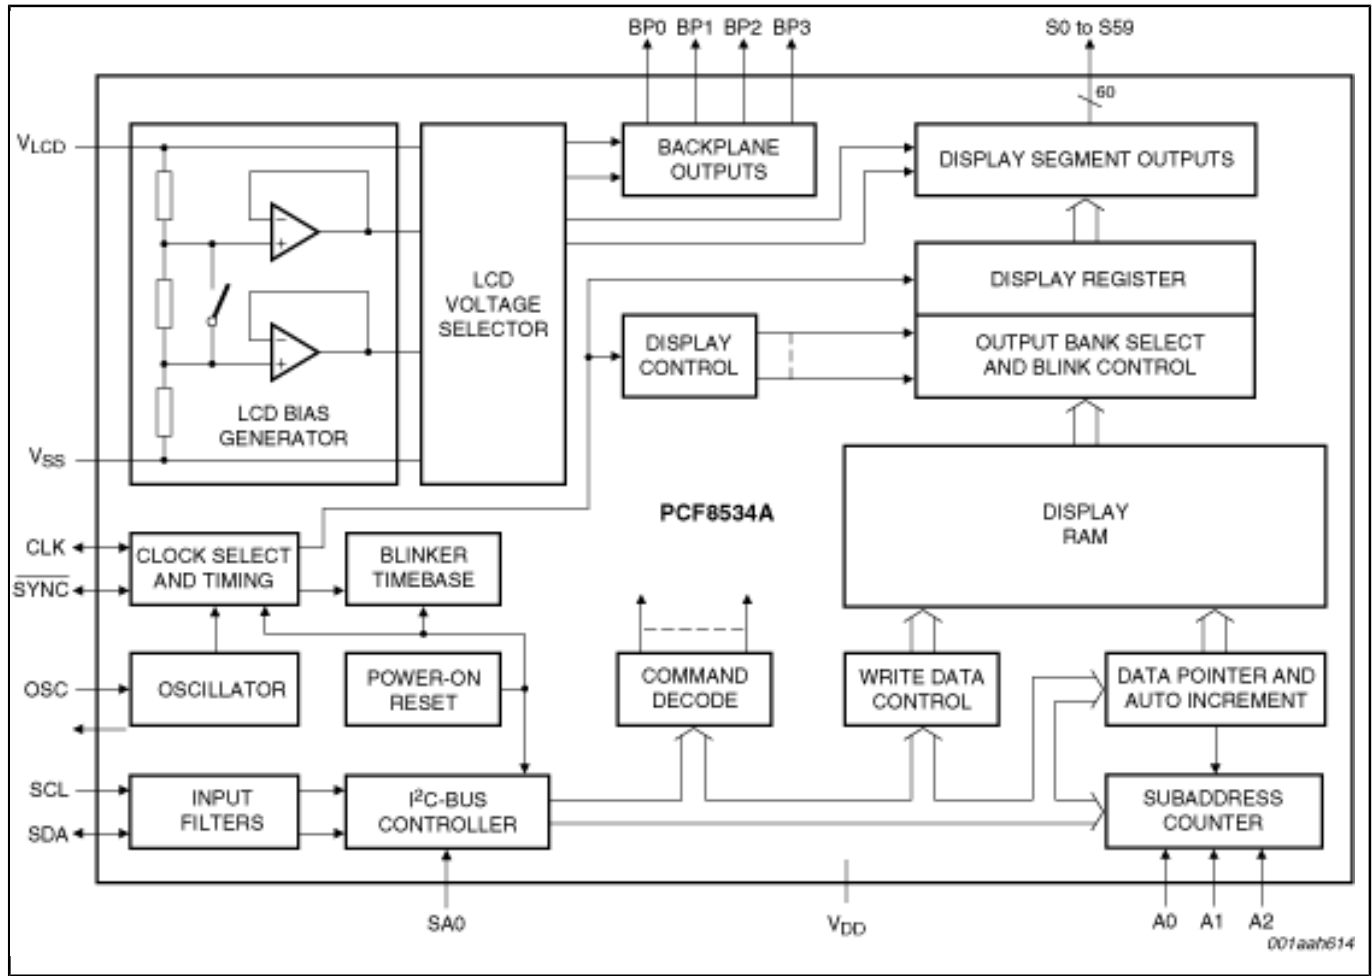 BP0 BP1 BP2 BP3
S0 to S59
60
VLCD
BACKPLANE
OUTPUTS
DISPLAY SEGMENT OUTPUTS
−
+
LCD
VOLTAGE
SELECTOR
DISPLAY REGISTER
−
+
DISPLAY
CONTROL
OUTPUT BANK SELECT
AND BLINK CONTROL
LCD BIAS
GENERATOR
VSS
PCF8534A
DISPLAY
RAM
CLK
SYNC
CLOCK SELECT
AND TIMING
BLINKER
TIMEBASE
OSC
OSCILLATOR
POWER-ON
RESET
COMMAND
DECODE
WRITE DATA
CONTROL
DATA POINTER AND
AUTO INCREMENT
SCL
SDA
INPUT
FILTERS
I2C-BUS
CONTROLLER
SUBADDRESS
COUNTER
SA0
VDD
A0 A1 A2
001aah614